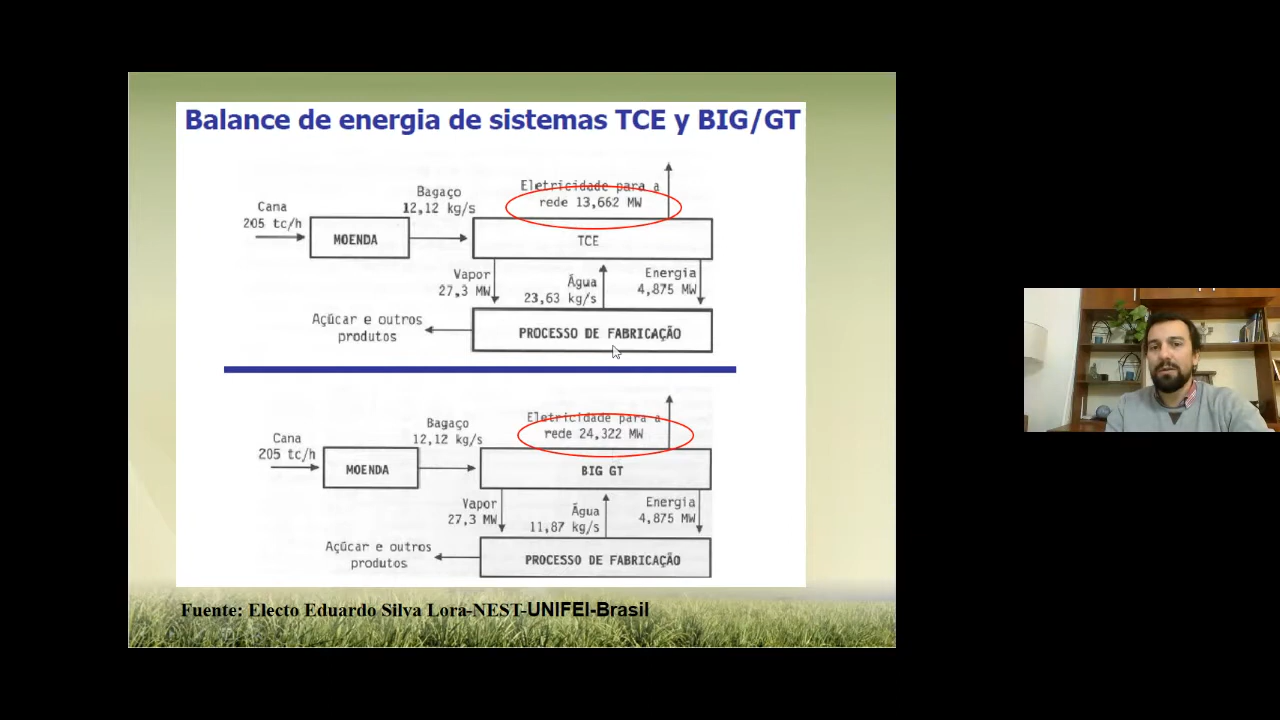 Balance de energia de sistemas TCE y BIG/GT
Eletricidade para a
rede 13,662 MW
Bagaço
12,12 kg/s
Cana
205 tc/h
MOENDA
TCE
Vapor
27,3 MW
Água
23,63 kg/s
Energia
4,875 MW
Açúcar e outros
produtos
PROCESSO DE FABRICAÇÃO
Eletricidade para a
rede 24,322 MW
Bagaço
12,12 kg/s
Cana
205 tc/h
MOENDA
BIG GT
Vapor
27,3 MW
Água
11,87 kg/s
Energia
4,875 MW
Açúcar e outros
produtos
PROCESSO DE FABRICAÇÃO
Fuente: Electo Eduardo Silva Lora-NEST-UNIFEI-Brasil